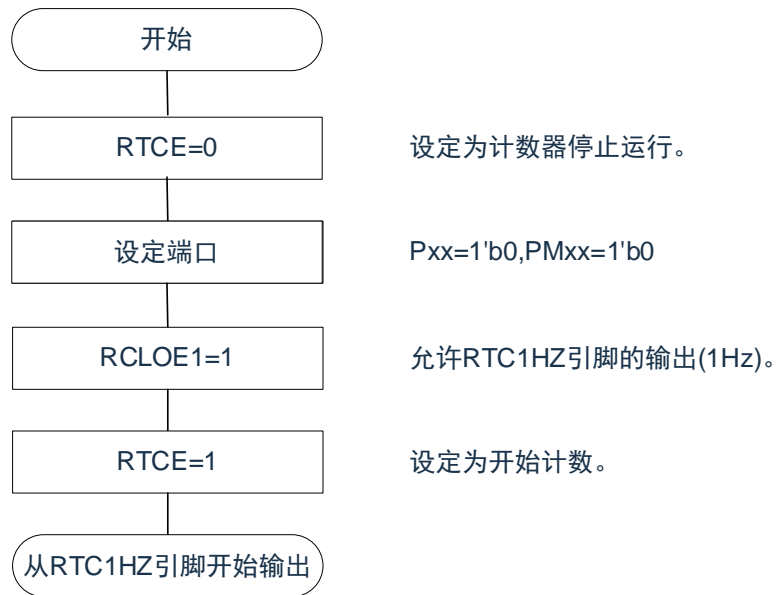 开始
RTCE=0
设定为计数器停止运行。
设定端口
Pxx=1'b0,PMxx=1'b0
RCLOE1=1
允许RTC1HZ引脚的输出(1Hz)。
RTCE=1
设定为开始计数。
从RTC1HZ引脚开始输出